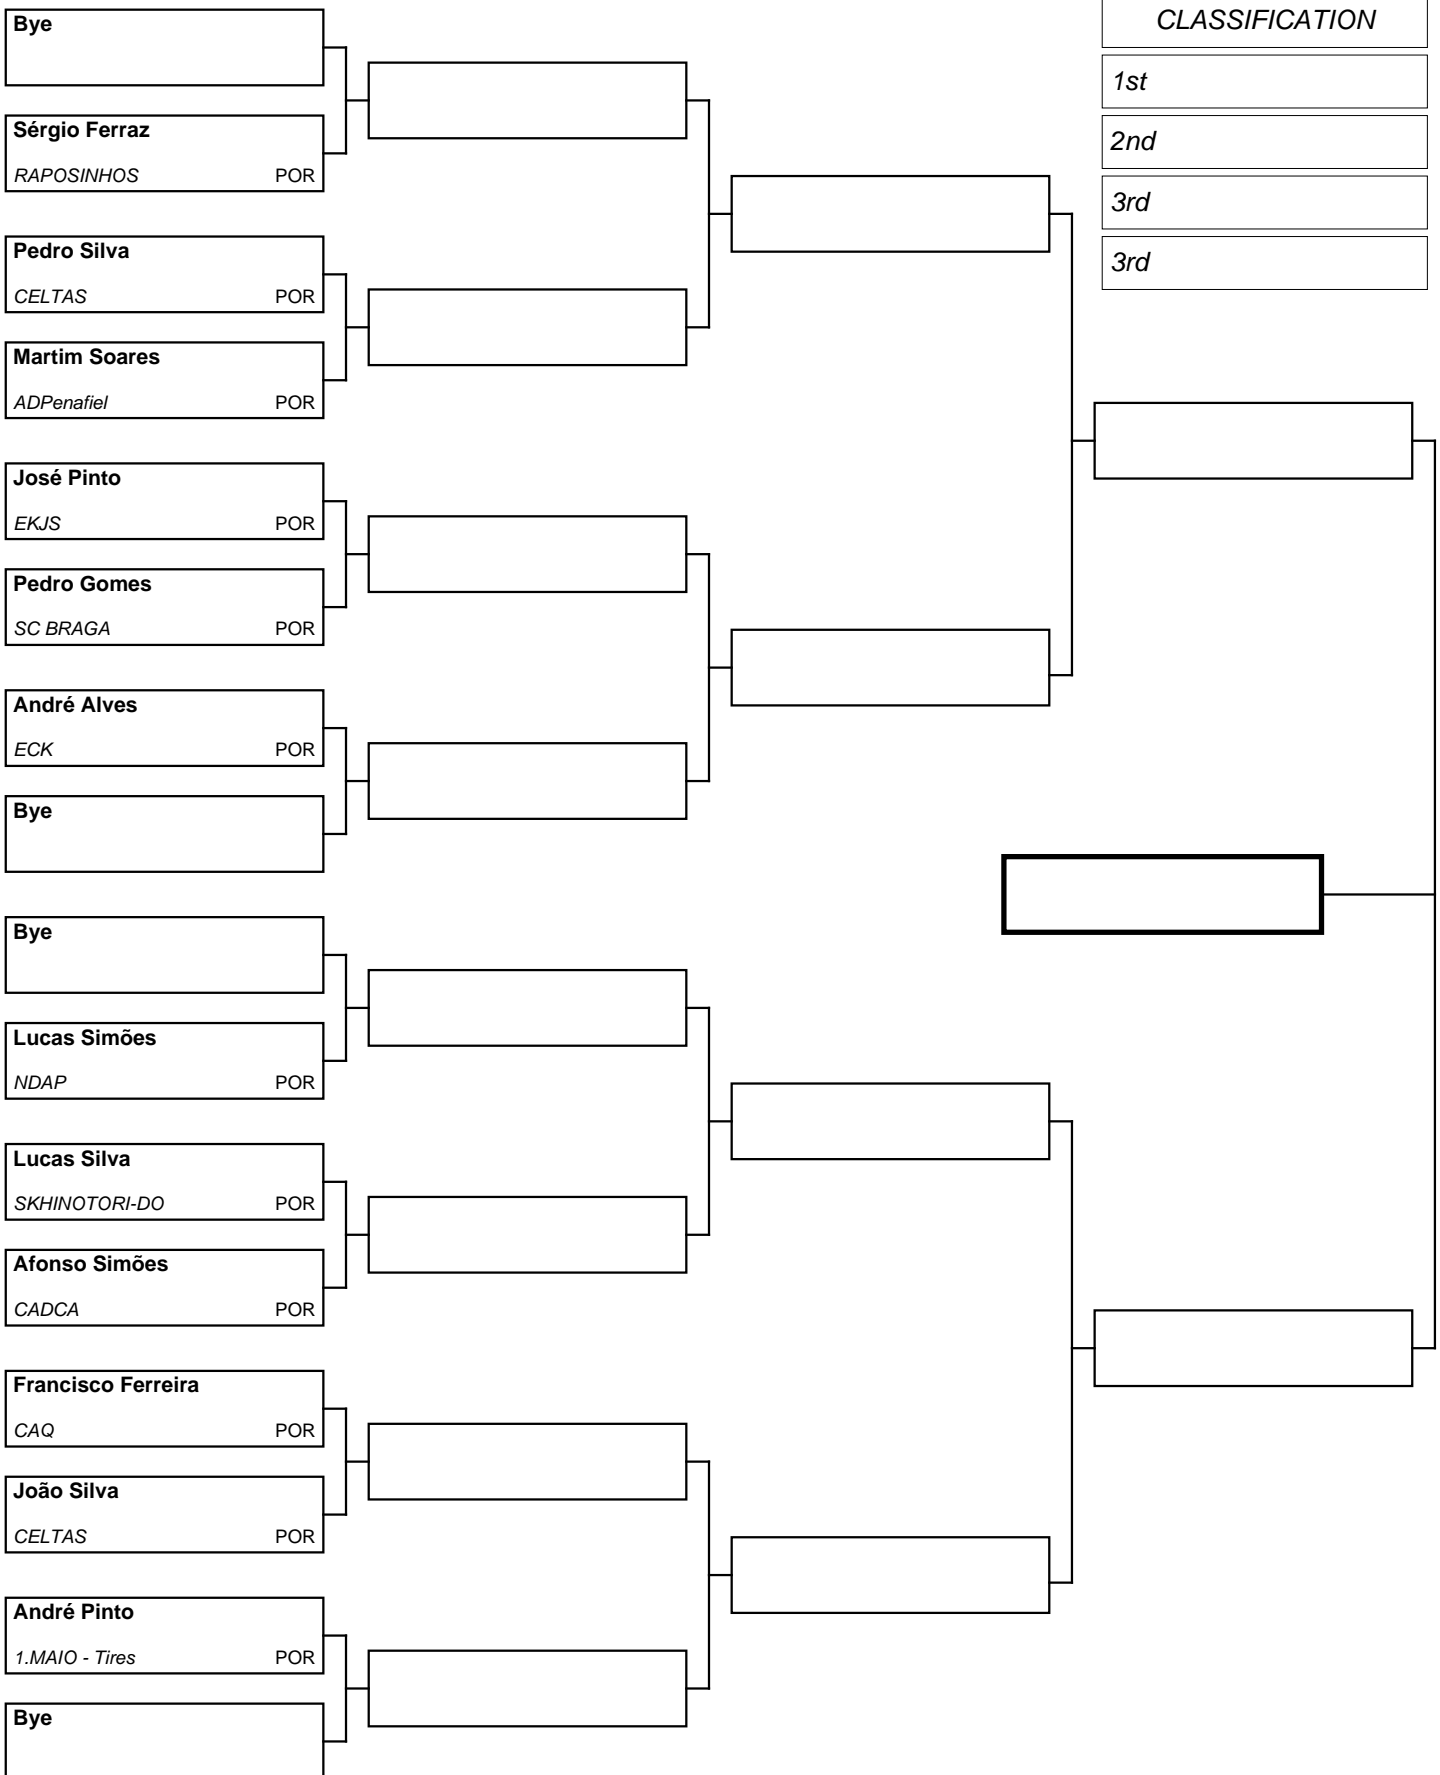 Bye
Sérgio Ferraz
RAPOSINHOS POR
Pedro Silva
CELTAS POR
Martim Soares
ADPenafiel POR
José Pinto
EKJS POR
Pedro Gomes
SC BRAGA POR
André Alves
ECK POR
Bye
Bye
Lucas Simões
NDAP POR
Lucas Silva
SKHINOTORI-DO POR
Afonso Simões
CADCA POR
Francisco Ferreira
CAQ POR
João Silva
CELTAS POR
André Pinto
1.MAIO - Tires POR
Bye
CLASSIFICATION
1st
2nd
3rd
3rd